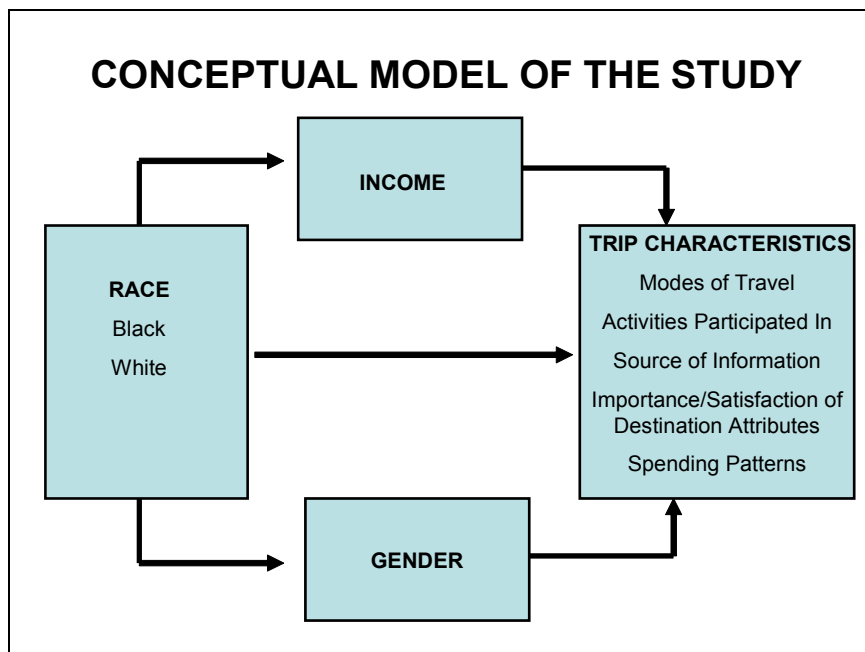 CONCEPTUAL MODEL OF THE STUDY
INCOME
RACE
Black
White
TRIP CHARACTERISTICS
Modes of Travel
Activities Participated In
Source of Information
Importance/Satisfaction of
Destination Attributes
Spending Patterns
GENDER